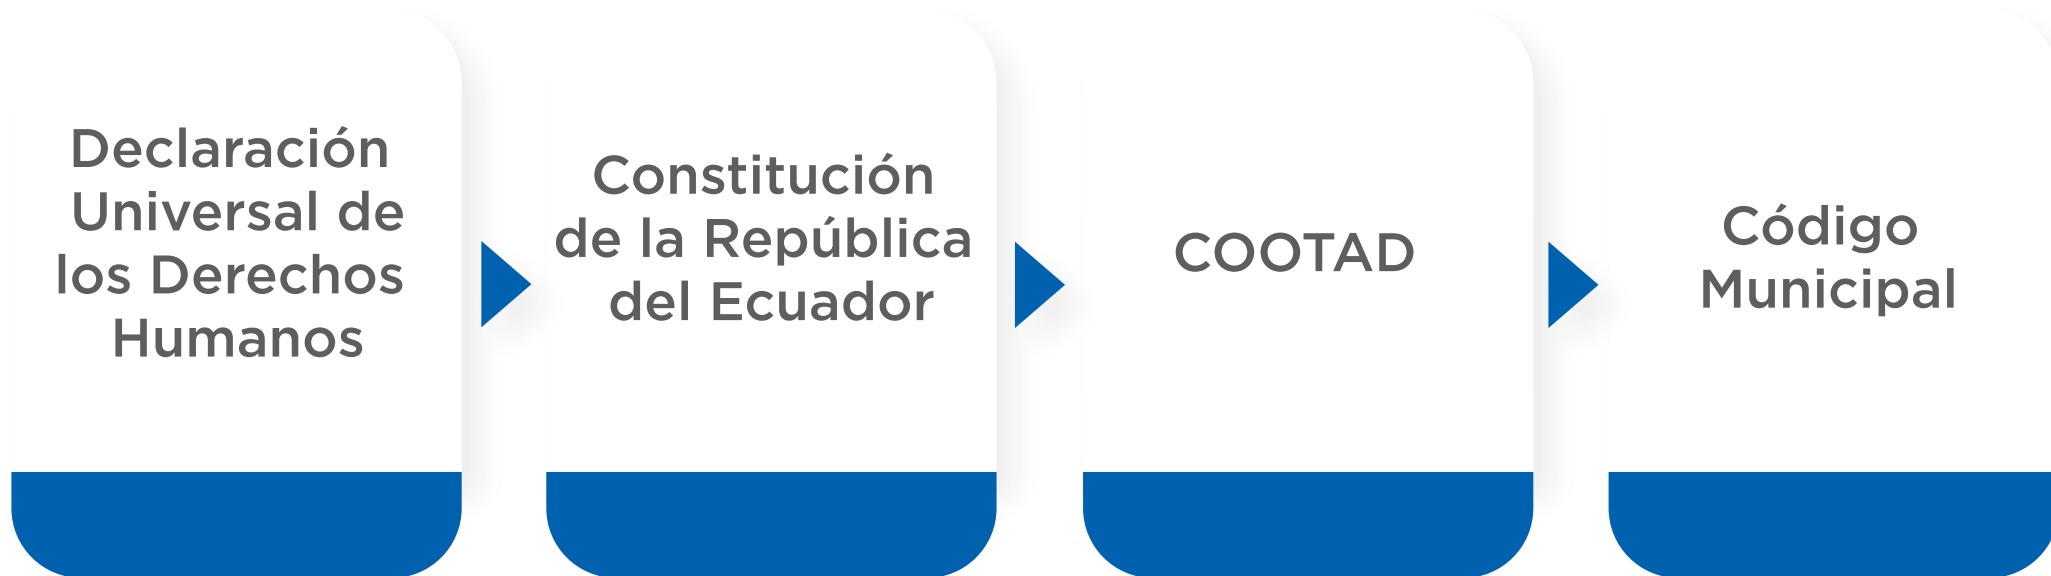 Declaración
Universal de
los Derechos
Humanos
Constitución
de la República
del Ecuador
COOTAD
Código
Municipal